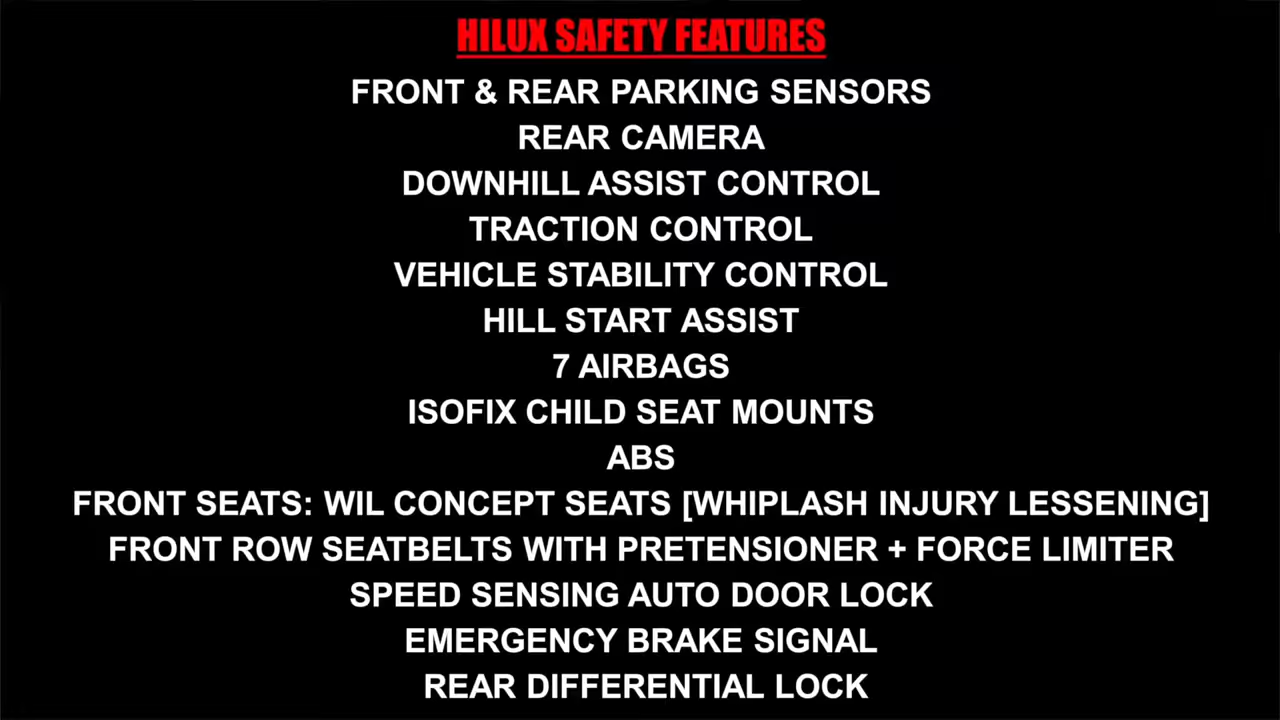 HILUX SAFETY FEATURES
FRONT & REAR PARKING SENSORS
REAR CAMERA
DOWNHILL ASSIST CONTROL
TRACTION CONTROL
VEHICLE STABILITY CONTROL
HILL START ASSIST
7 AIRBAGS
ISOFIX CHILD SEAT MOUNTS
ABS
FRONT SEATS: WIL CONCEPT SEATS [WHIPLASH INJURY LESSENING]
FRONT ROW SEATBELTS WITH PRETENSIONER + FORCE LIMITER
SPEED SENSING AUTO DOOR LOCK
EMERGENCY BRAKE SIGNAL
REAR DIFFERENTIAL LOCK